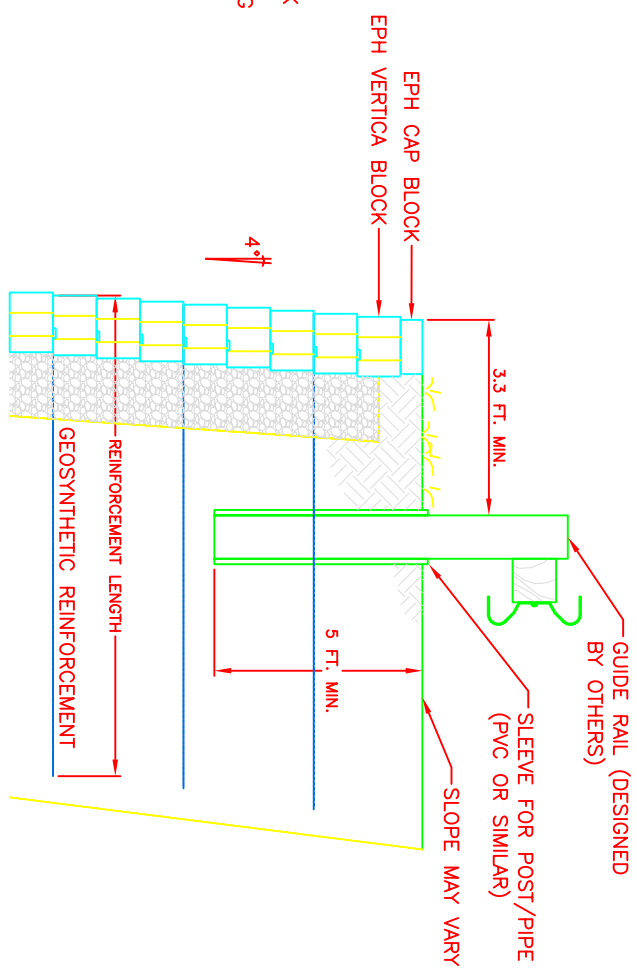 K
G
EPH CAP BLOCK
EPH VERTICA BLOCK
4°
3.3 FT. MIN.
GUIDE RAIL (DESIGNED
BY OTHERS)
SLEEVE FOR POST/PIPE
(PVC OR SIMILAR)
SLOPE MAY VARY
5 FT. MIN.
REINFORCEMENT LENGTH
GEOSYNTHETIC REINFORCEMENT